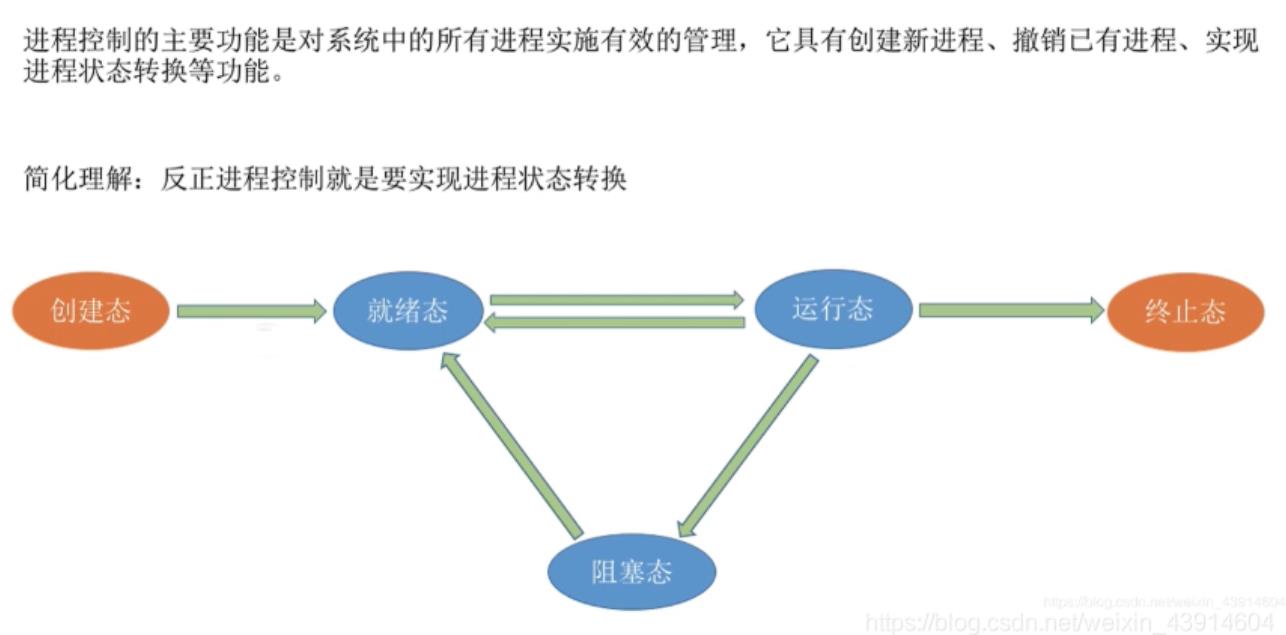 进程控制的主要功能是对系统中的所有进程实施有效的管理，它具有创建新进程、撤销已有进程、实现
进程状态转换等功能。
简化理解：反正进程控制就是要实现进程状态转换
创建态
就绪态
运行态
终止态
阻塞态
https://blog.csdn.net/weixin_43914604
https://blog.csdn.net/weixin_43914604